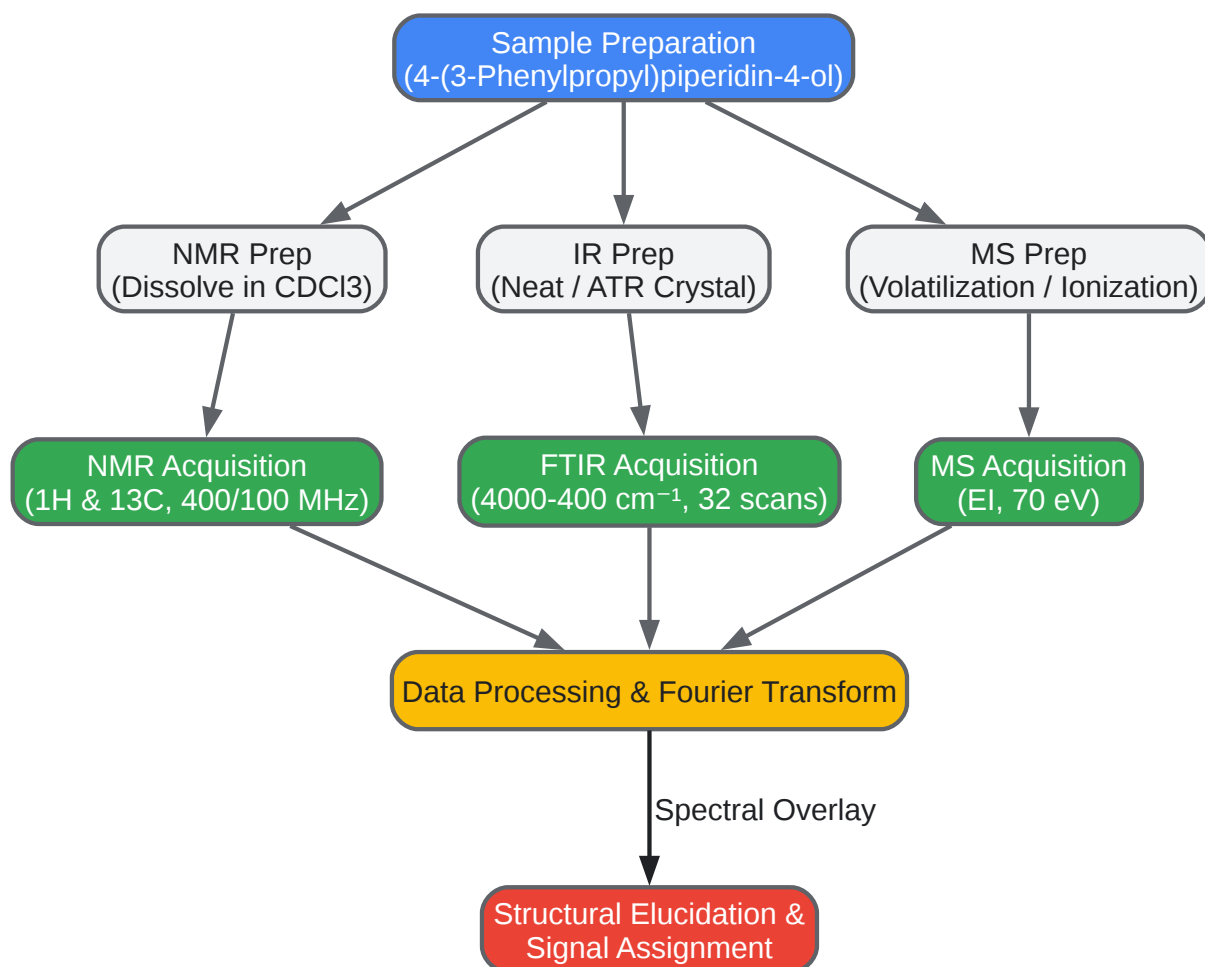 Sample Preparation
(4-(3-Phenylpropyl)piperidin-4-ol)
NMR Prep
(Dissolve in CDCl3)
IR Prep
(Neat / ATR Crystal)
MS Prep
(Volatilization / Ionization)
NMR Acquisition
(1H & 13C, 400/100 MHz)
FTIR Acquisition
(4000-400 cm⁻¹, 32 scans)
MS Acquisition
(EI, 70 eV)
Data Processing & Fourier Transform
Spectral Overlay
Structural Elucidation &
Signal Assignment